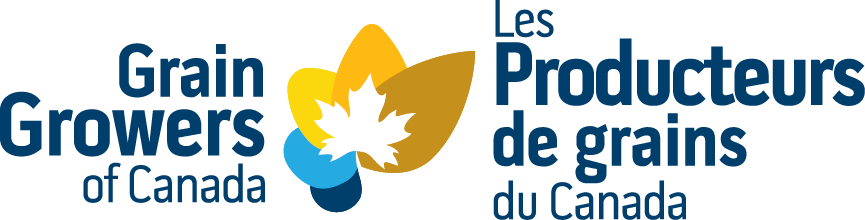 Grain
Growers
of Canada
Les
Producteurs
de grains
du Canada